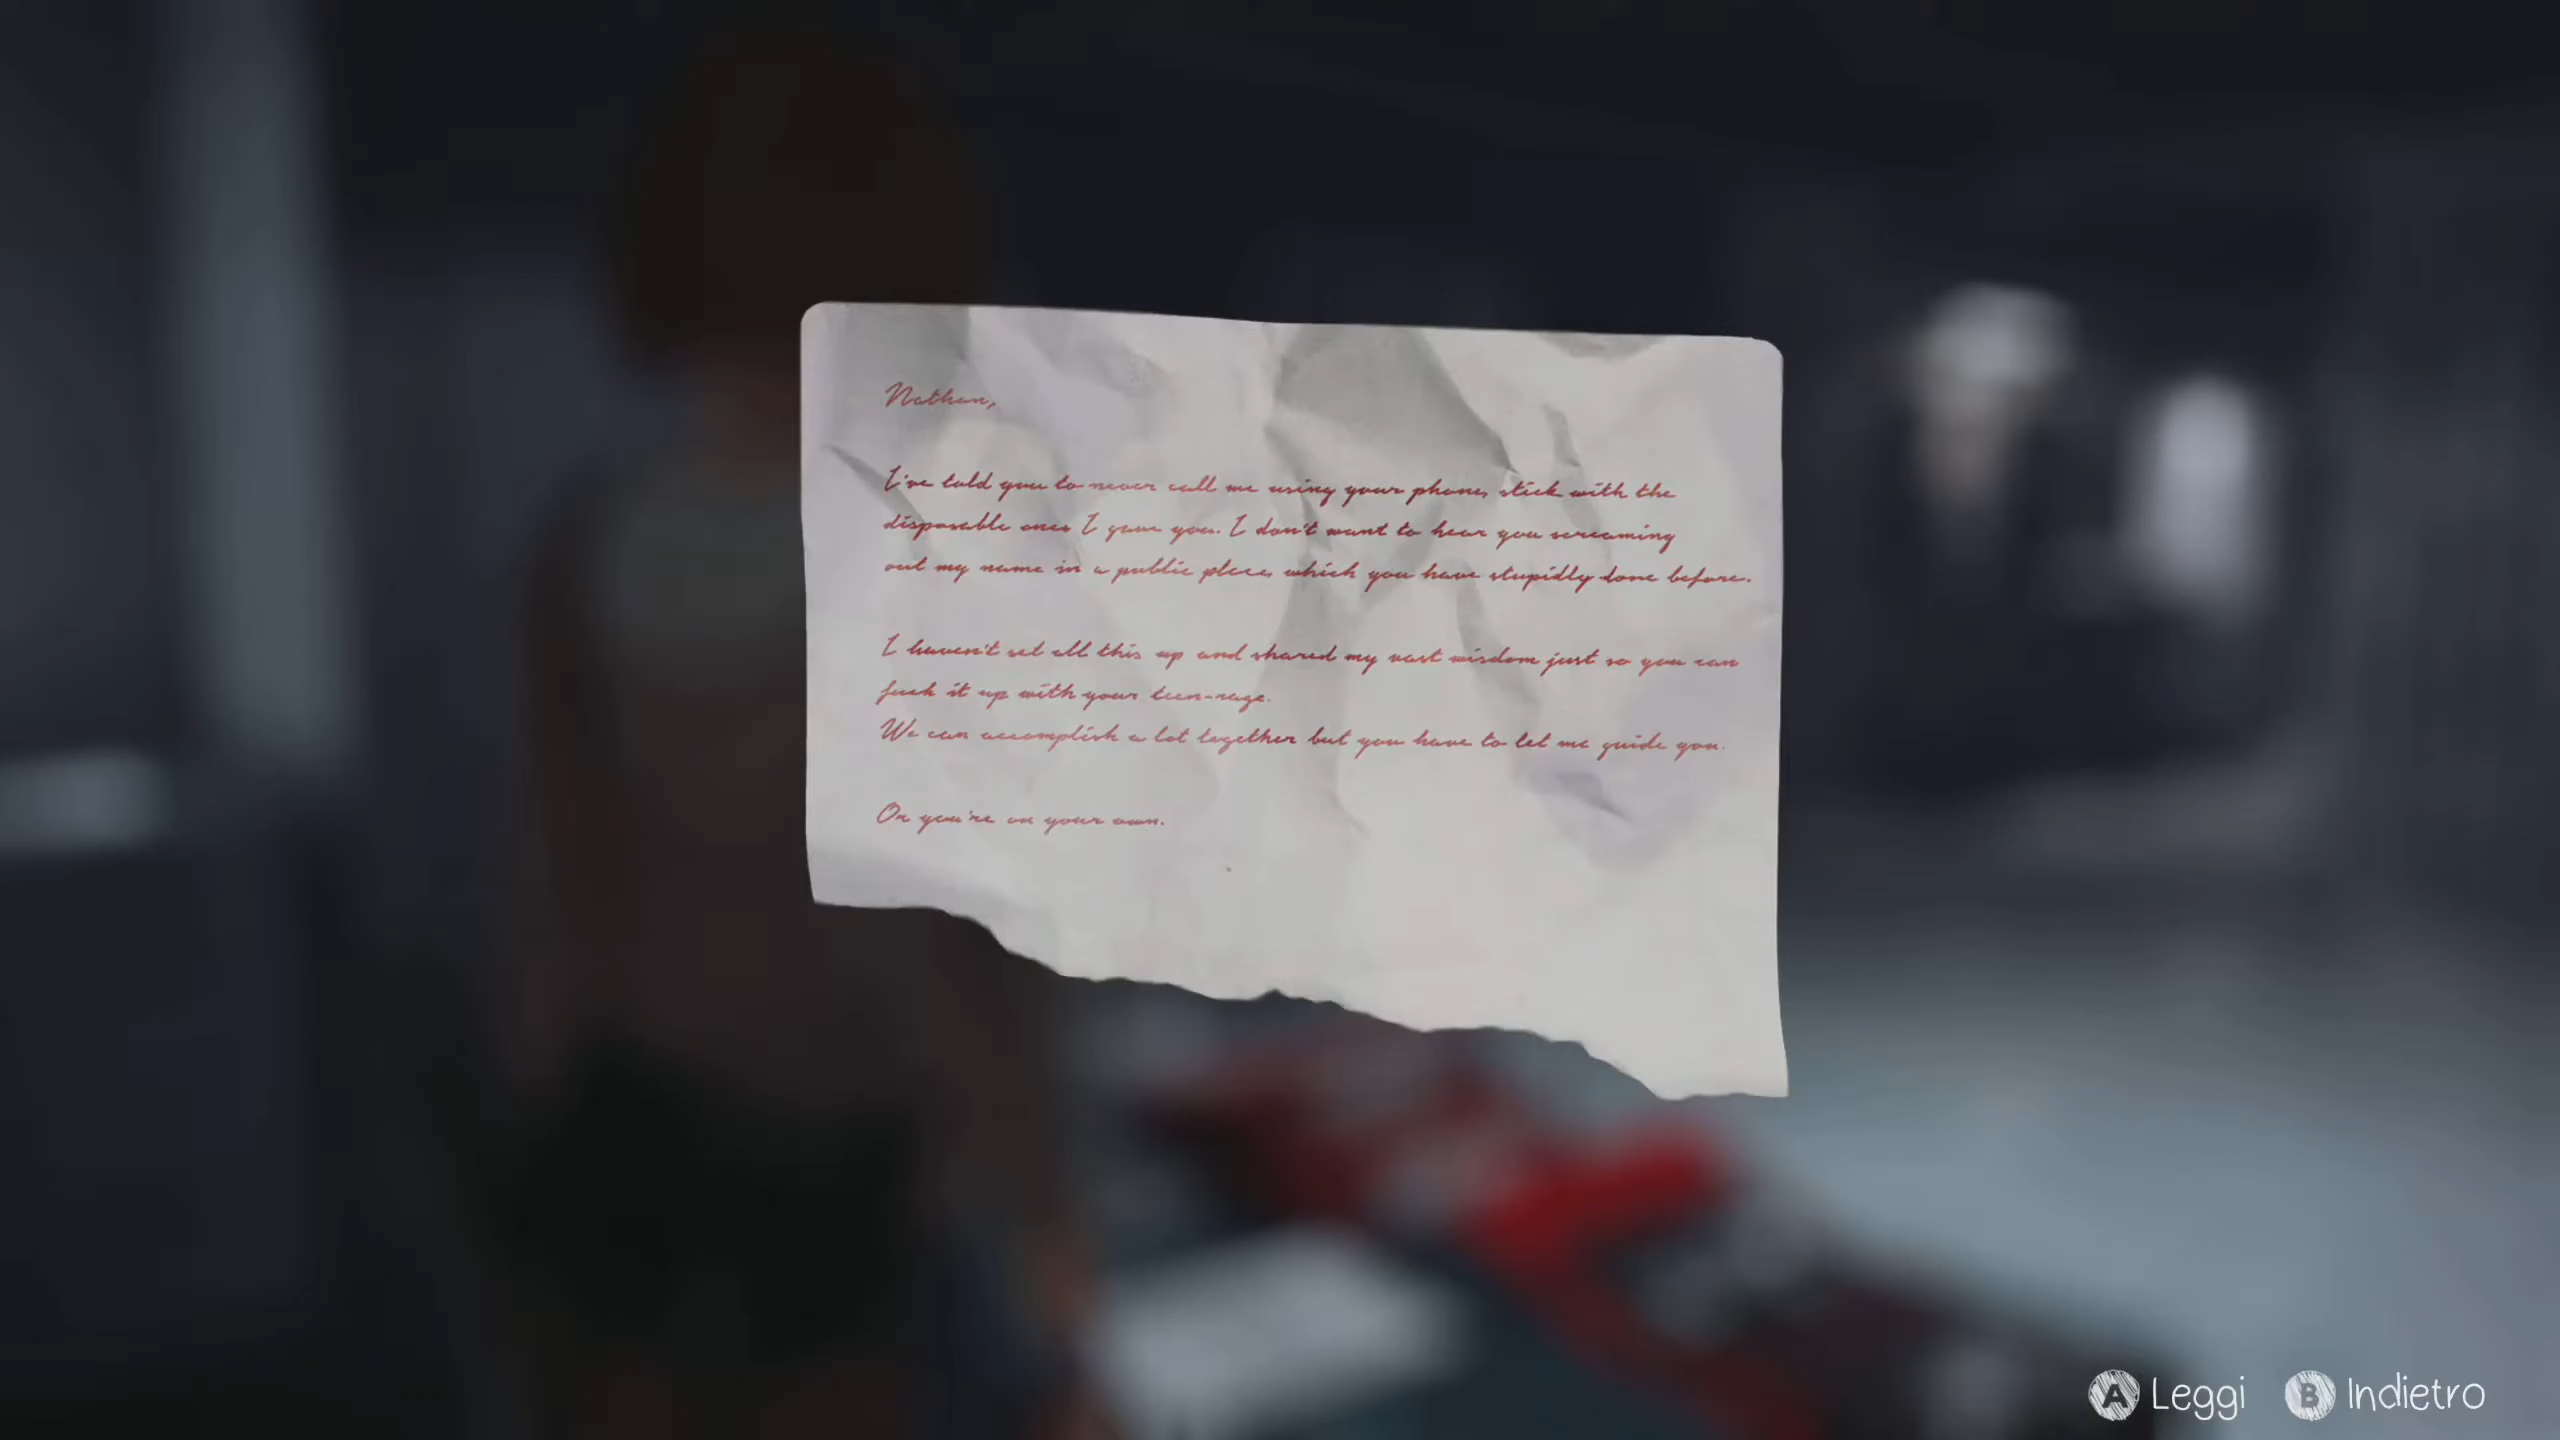 Nathan,
I've told you to never call me using your phone, stick with the
disposable ones I gave you. I don't want to hear you screaming
out my name in a public place, which you have stupidly done before.
I haven't set all this up and shared my vast wisdom just so you can
fuck it up with your teen-rage.
We can accomplish a lot together but you have to let me guide you.
Or you're on your own.
A Leggi B Indietro